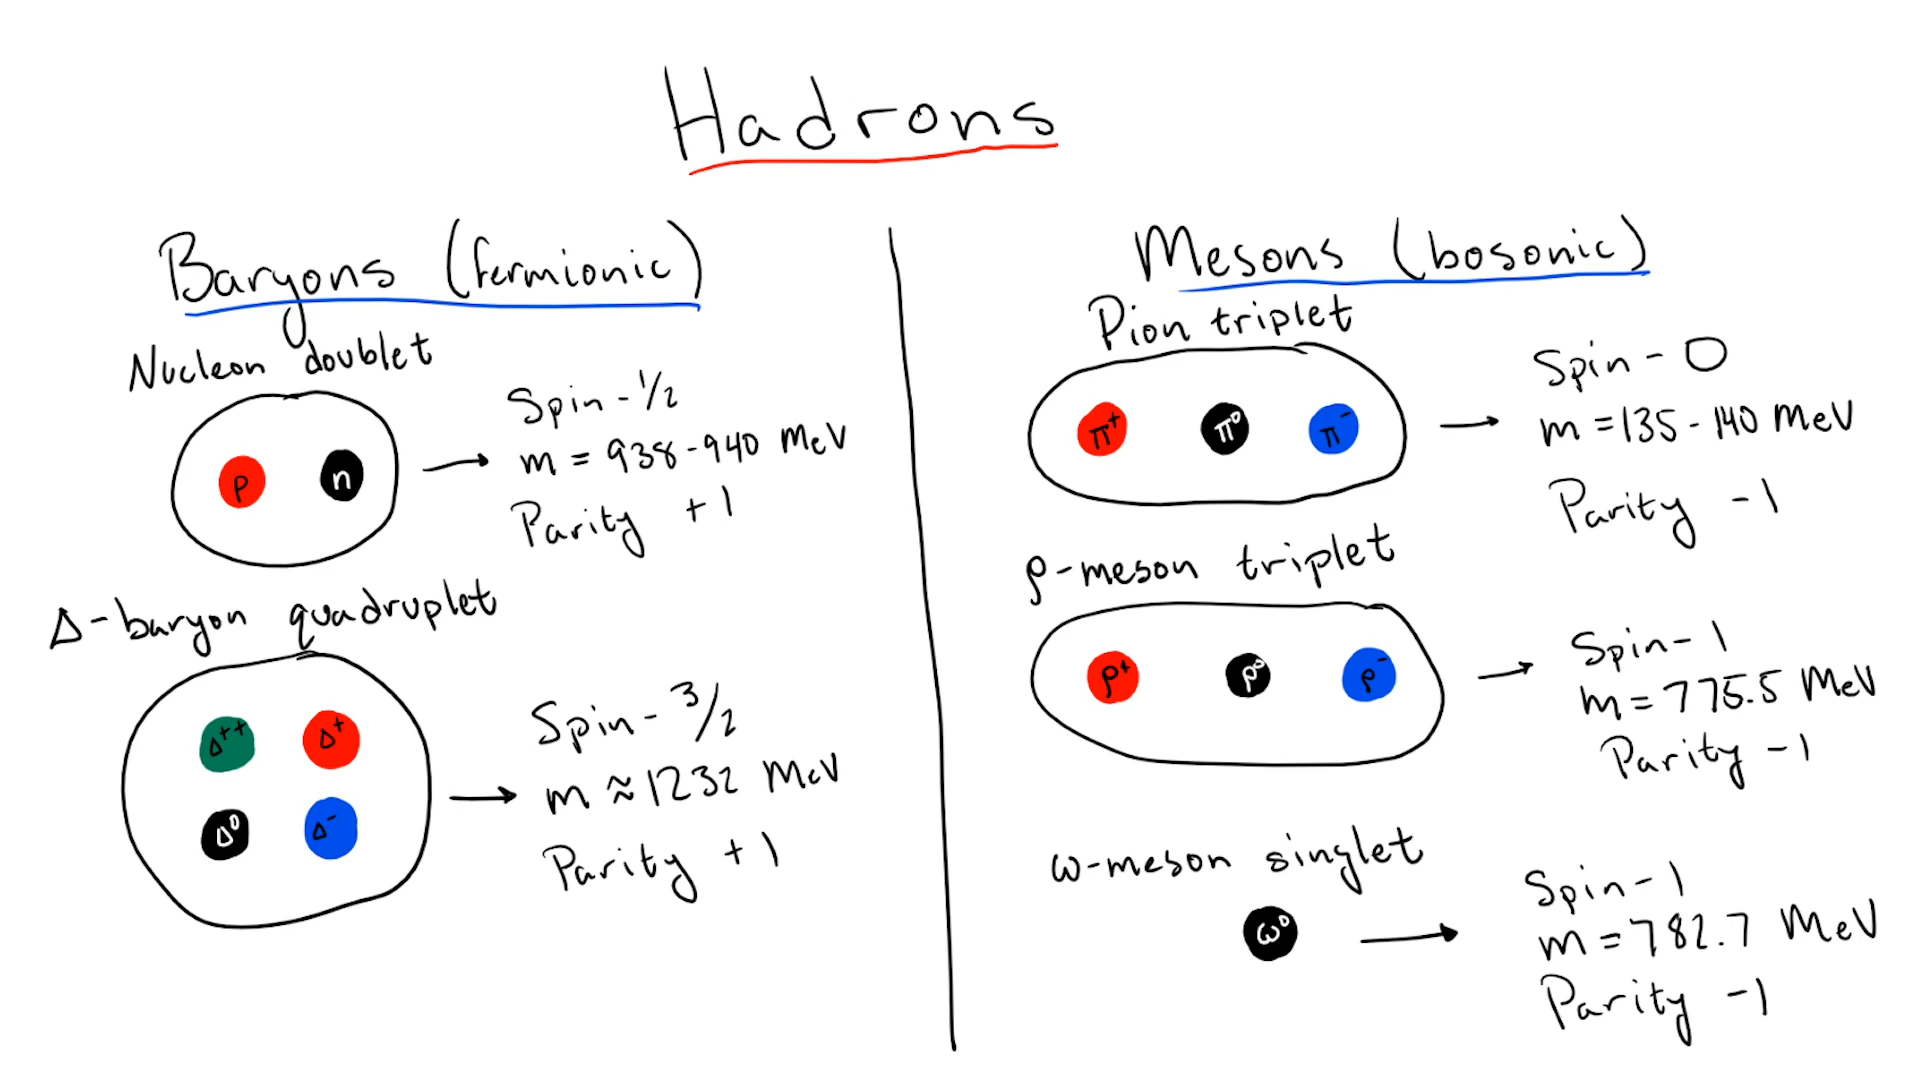 Hadrons
Baryons (fermionic)
Nucleon doublet
p n
Spin-1/2
m = 938-940 MeV
Parity +1
Δ-baryon quadruplet
Δ++ Δ+
Δ0 Δ-
Spin-3/2
m ≈ 1232 MeV
Parity +1
Mesons (bosonic)
Pion triplet
π+ π0 π-
Spin-0
m = 135-140 MeV
Parity -1
ρ-meson triplet
ρ+ ρ0 ρ-
Spin-1
m = 775.5 MeV
Parity -1
ω-meson singlet
ω0
Spin-1
m = 782.7 MeV
Parity -1